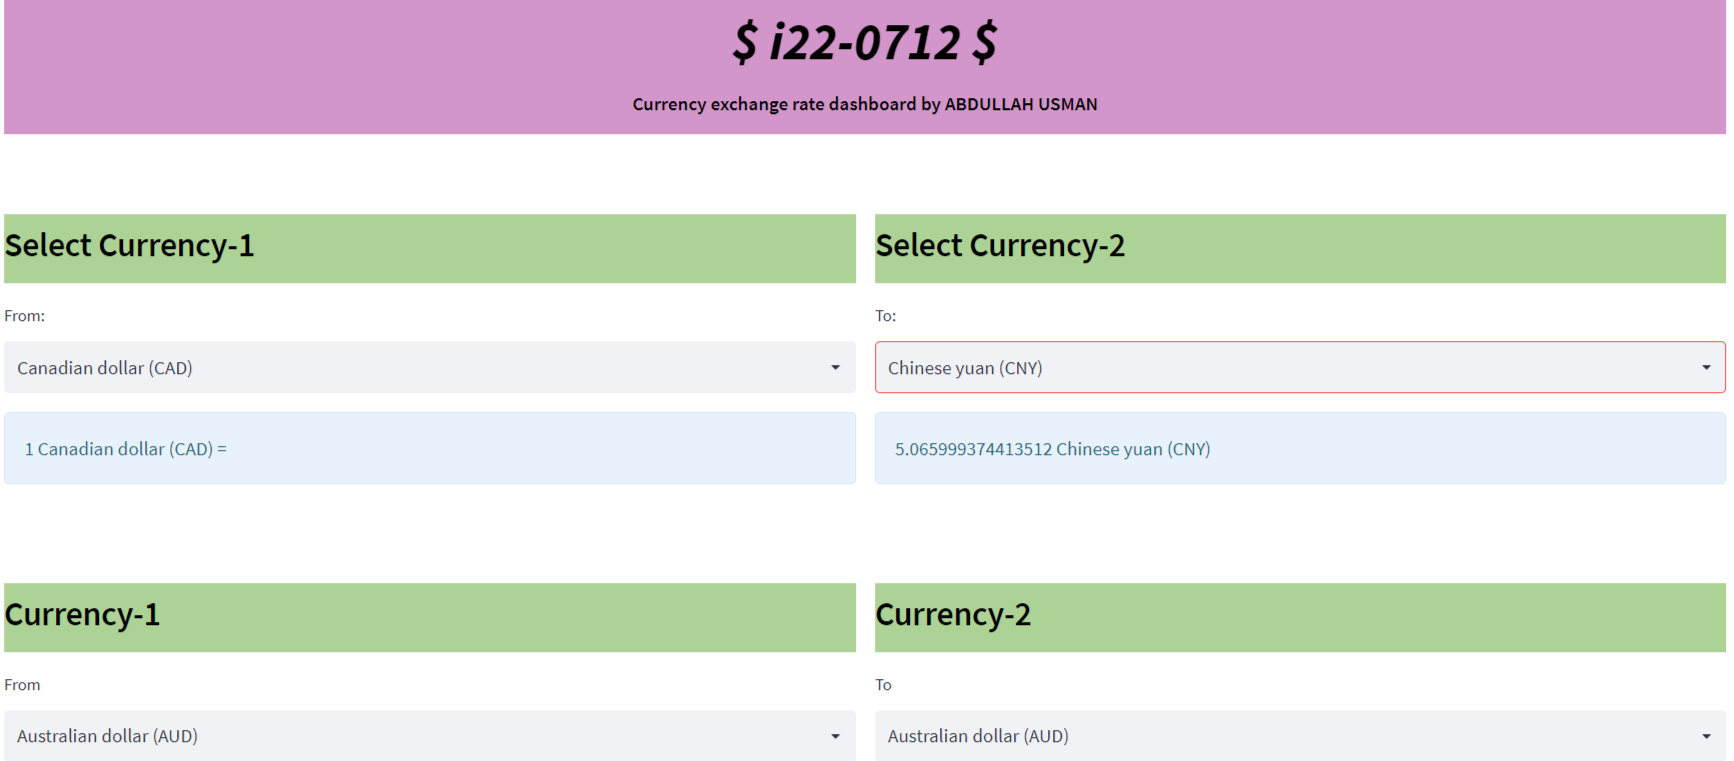 $ i22-0712 $
Currency exchange rate dashboard by ABDULLAH USMAN
Select Currency-1
Select Currency-2
From:
To:
Canadian dollar (CAD)
Chinese yuan (CNY)
1 Canadian dollar (CAD) =
5.065999374413512 Chinese yuan (CNY)
Currency-1
Currency-2
From
To
Australian dollar (AUD)
Australian dollar (AUD)